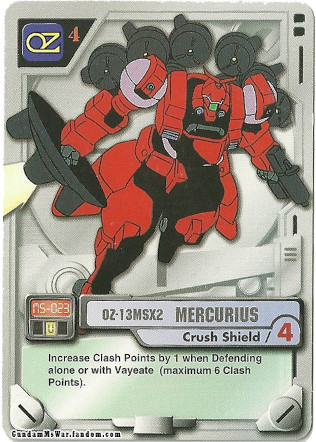 OZ 4
MS-023
U
OZ-13MSX2 MERCURIUS
Crush Shield / 4
Increase Clash Points by 1 when Defending
alone or with Vayeate (maximum 6 Clash
Points).
GundamMsWar.fandom.com